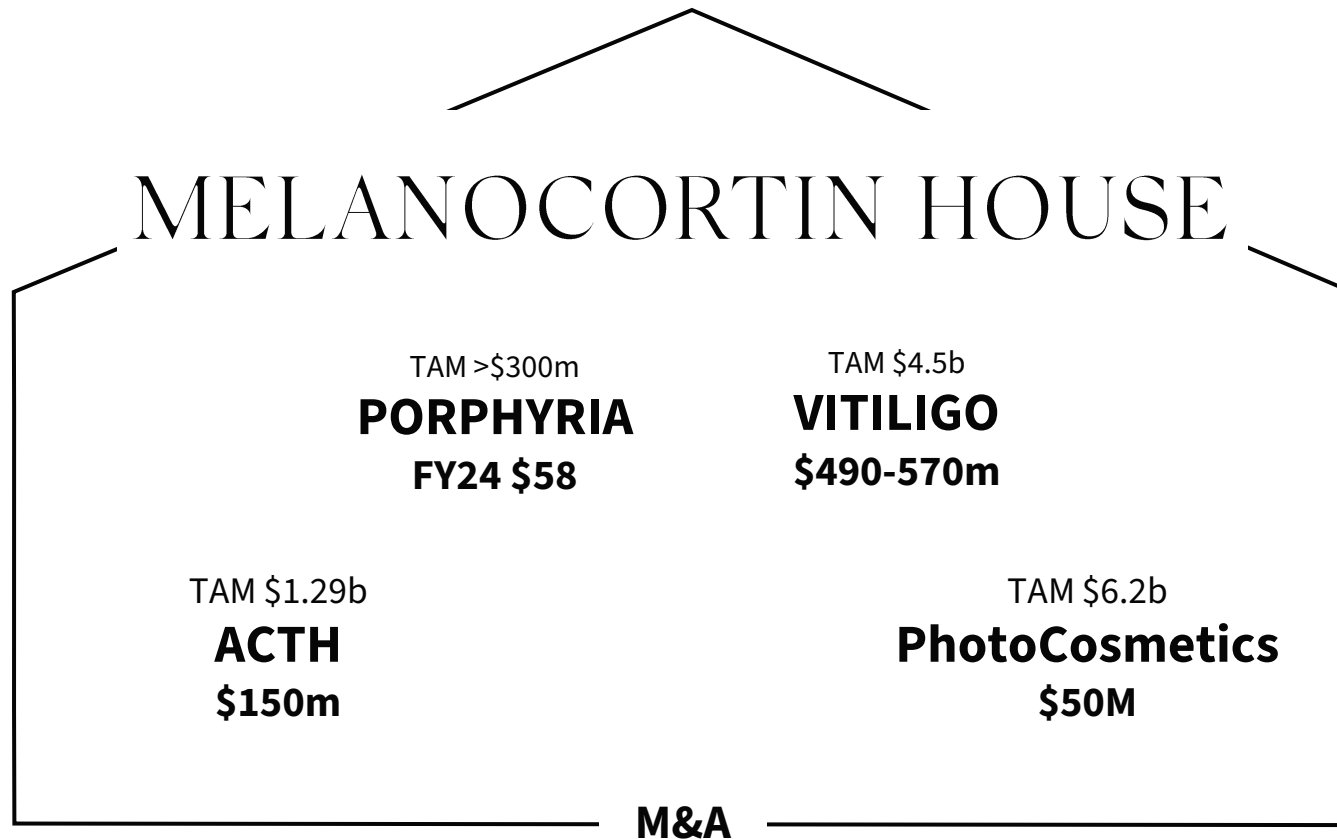 MELANOCORTIN HOUSE
TAM >$300m
PORPHYRIA
FY24 $58
TAM $4.5b
VITILIGO
$490-570m
TAM $1.29b
ACTH
$150m
TAM $6.2b
PhotoCosmetics
$50M
M&A